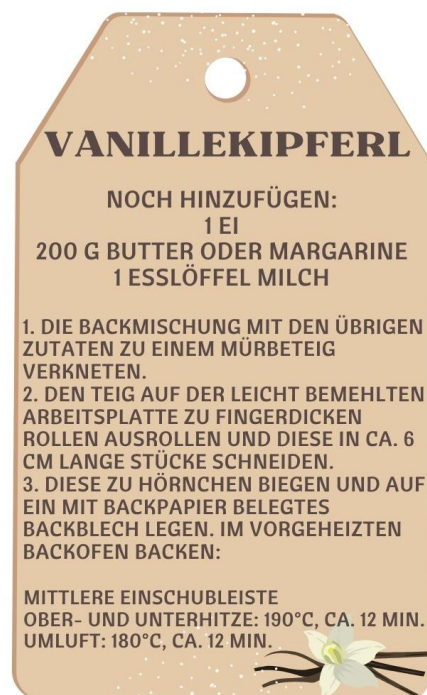 VANILLEKIPFERL
NOCH HINZUFÜGEN:
1 EI
200 G BUTTER ODER MARGARINE
1 ESSLÖFFEL MILCH
1. DIE BACKMISCHUNG MIT DEN ÜBRIGEN
ZUTATEN ZU EINEM MÜRBETEIG
VERKNETEN.
2. DEN TEIG AUF DER LEICHT BEMEHLTEN
ARBEITSPLATTE ZU FINGERDICKEN
ROLLEN AUSROLLEN UND DIESE IN CA. 6
CM LANGE STÜCKE SCHNEIDEN.
3. DIESE ZU HÖRNCHEN BIEGEN UND AUF
EIN MIT BACKPAPIER BELEGTES
BACKBLECH LEGEN. IM VORGEHEIZTEN
BACKOFEN BACKEN:
MITTLERE EINSCHUBLEISTE
OBER- UND UNTERHITZE: 190°C, CA. 12 MIN.
UMLUFT: 180°C, CA. 12 MIN.